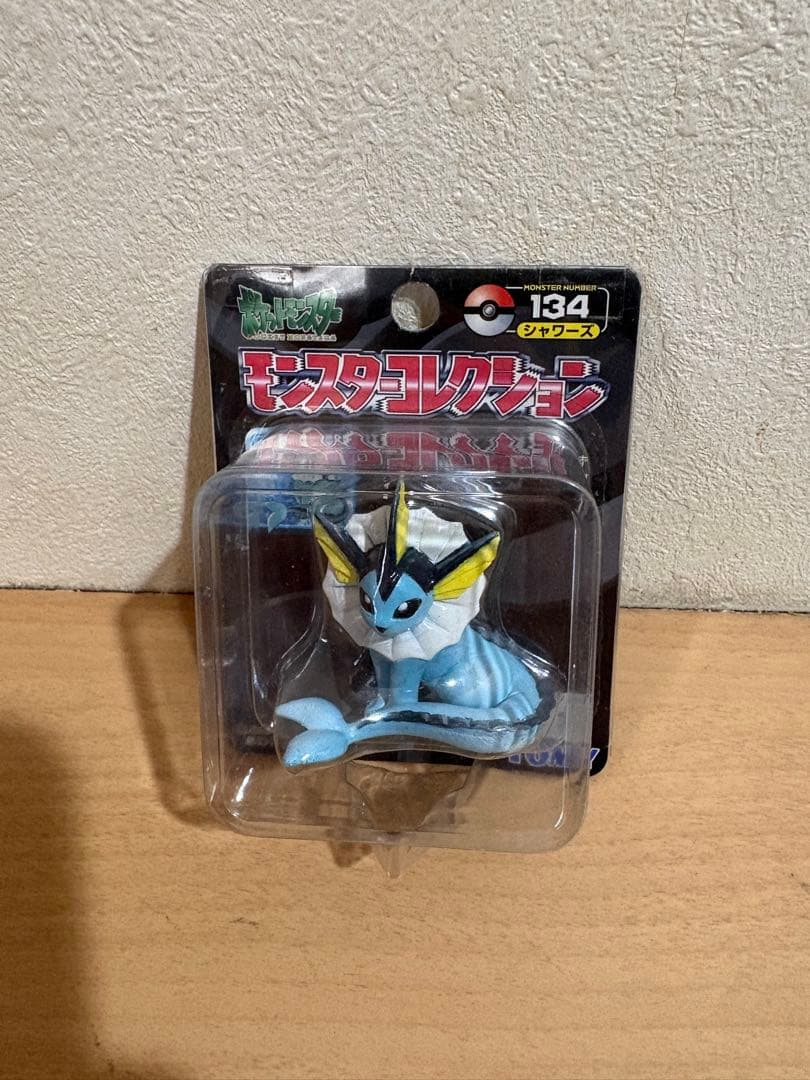 ポケットモンスター
MONSTER NUMBER
134
シャワーズ
モンスターコレクション
TOMY